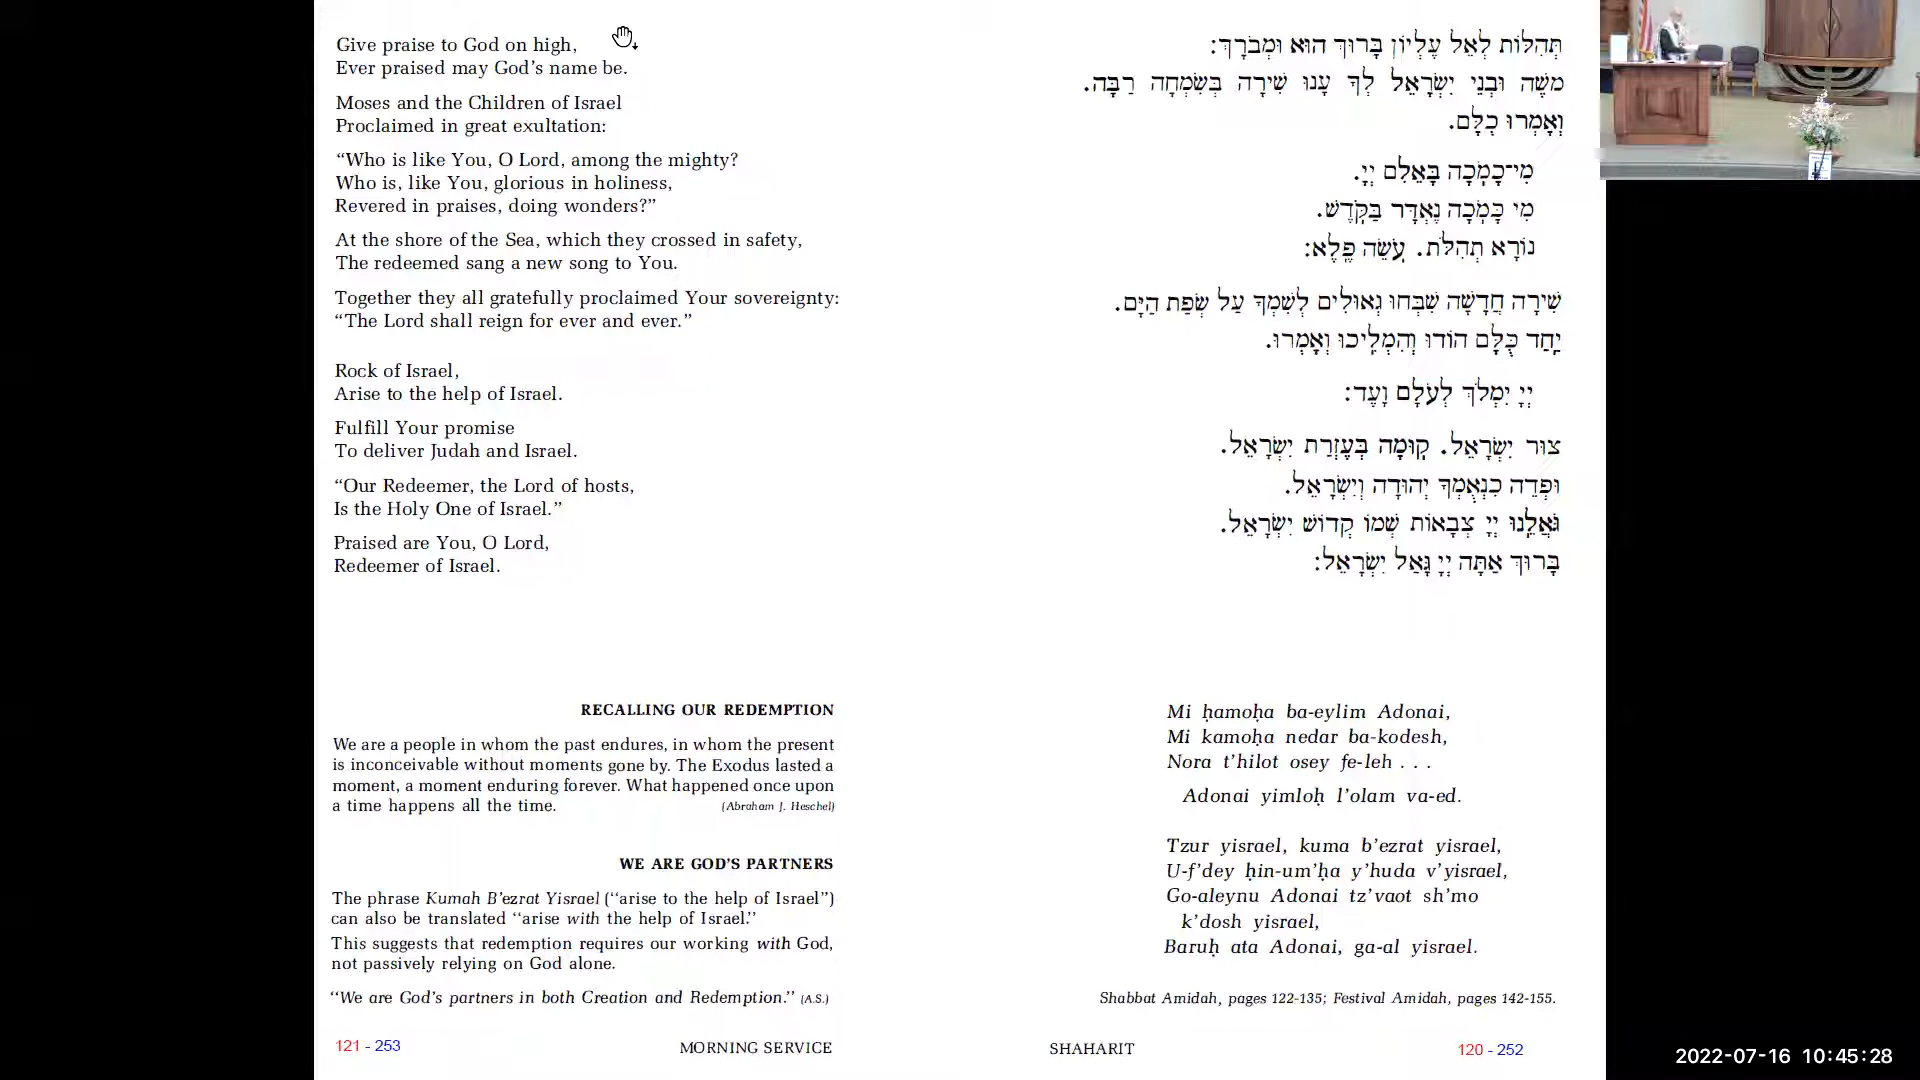 Give praise to God on high,
Ever praised may God's name be.
Moses and the Children of Israel
Proclaimed in great exultation:
“Who is like You, O Lord, among the mighty?
Who is, like You, glorious in holiness,
Revered in praises, doing wonders?”
At the shore of the Sea, which they crossed in safety,
The redeemed sang a new song to You.
Together they all gratefully proclaimed Your sovereignty:
“The Lord shall reign for ever and ever.”
Rock of Israel,
Arise to the help of Israel.
Fulfill Your promise
To deliver Judah and Israel.
“Our Redeemer, the Lord of hosts,
Is the Holy One of Israel.”
Praised are You, O Lord,
Redeemer of Israel.
RECALLING OUR REDEMPTION
We are a people in whom the past endures, in whom the present
is inconceivable without moments gone by. The Exodus lasted a
moment, a moment enduring forever. What happened once upon
a time happens all the time. (Abraham J. Heschel)
WE ARE GOD'S PARTNERS
The phrase Kumah B'ezrat Yisrael (“arise to the help of Israel”)
can also be translated “arise with the help of Israel.”
This suggests that redemption requires our working with God,
not passively relying on God alone.
“We are God's partners in both Creation and Redemption.” (A.S.)
121 - 253 MORNING SERVICE
תְּהִלּוֹת לְאֵל עֶלְיוֹן בָּרוּךְ הוּא וּמְבֹרָךְ:
משֶׁה וּבְנֵי יִשְׂרָאֵל לְךָ עָנוּ שִׁירָה בְּשִׂמְחָה רַבָּה.
וְאָמְרוּ כֻלָּם.
מִי־כָמֹכָה בָּאֵלִם יְיָ.
מִי כָּמֹכָה נֶאְדָּר בַּקֹּדֶשׁ.
נוֹרָא תְהִלֹּת. עֹשֵׂה פֶלֶא:
שִׁירָה חֲדָשָׁה שִׁבְּחוּ גְאוּלִים לְשִׁמְךָ עַל שְׂפַת הַיָּם.
יַחַד כֻּלָּם הוֹדוּ וְהִמְלִיכוּ וְאָמְרוּ.
יְיָ יִמְלֹךְ לְעֹלָם וָעֶד:
צוּר יִשְׂרָאֵל. קוּמָה בְּעֶזְרַת יִשְׂרָאֵל.
וּפְדֵה כִנְאֻמְךָ יְהוּדָה וְיִשְׂרָאֵל.
גֹּאֲלֵנוּ יְיָ צְבָאוֹת שְׁמוֹ קְדוֹשׁ יִשְׂרָאֵל.
בָּרוּךְ אַתָּה יְיָ גָּאַל יִשְׂרָאֵל:
Mi ḥamoḥa ba-eylim Adonai,
Mi kamoḥa nedar ba-kodesh,
Nora t'hilot osey fe-leh . . .
Adonai yimloḥ l'olam va-ed.
Tzur yisrael, kuma b'ezrat yisrael,
U-f'dey ḥin-um'ḥa y'huda v'yisrael,
Go-aleynu Adonai tz'vaot sh'mo
k'dosh yisrael,
Baruḥ ata Adonai, ga-al yisrael.
Shabbat Amidah, pages 122-135; Festival Amidah, pages 142-155.
SHAHARIT 120 - 252
2022-07-16 10:45:28